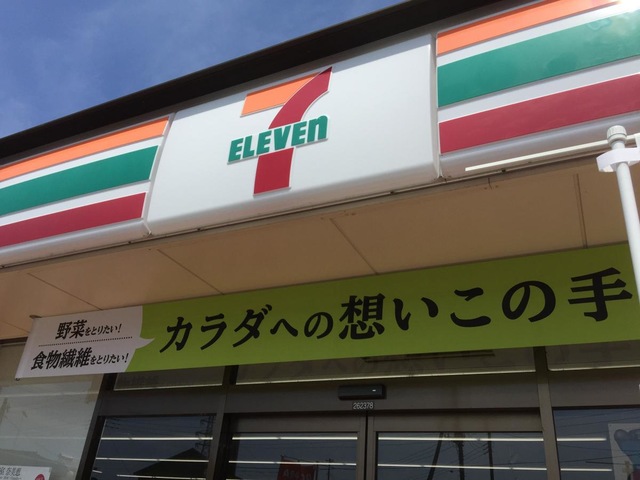 7
ELEVEn
野菜をとりたい!
食物繊維をとりたい!
カラダへの想いこの手
262378